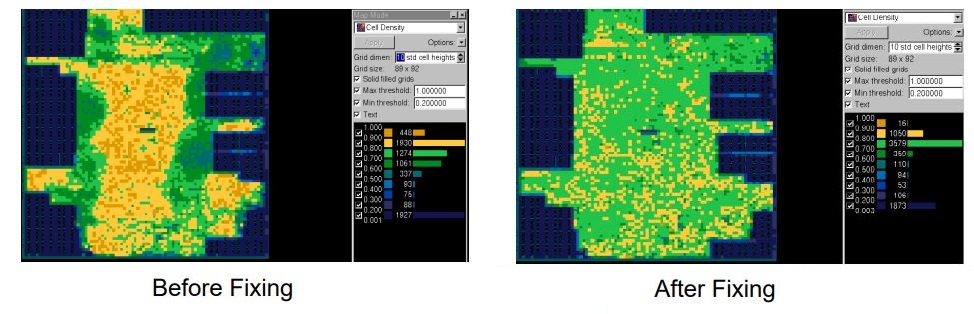 Map Mode
Cell Density
Apply
Options:
Grid dimen: 10 std cell heights
Grid size: 89 x 92
Solid filled grids
Max threshold: 1.000000
Min threshold: 0.200000
Text
1.000
448
0.900
1930
0.800
1274
0.700
1061
0.600
337
0.500
93
0.400
75
0.300
88
0.200
1927
0.001
Before Fixing
Cell Density
Apply
Options:
Grid dimen: 10 std cell heights
Grid size: 89 x 92
Solid filled grids
Max threshold: 1.000000
Min threshold: 0.200000
Text
1.000
16
0.900
1050
0.800
3579
0.700
360
0.600
110
0.500
94
0.400
53
0.300
106
0.200
1873
0.003
After Fixing